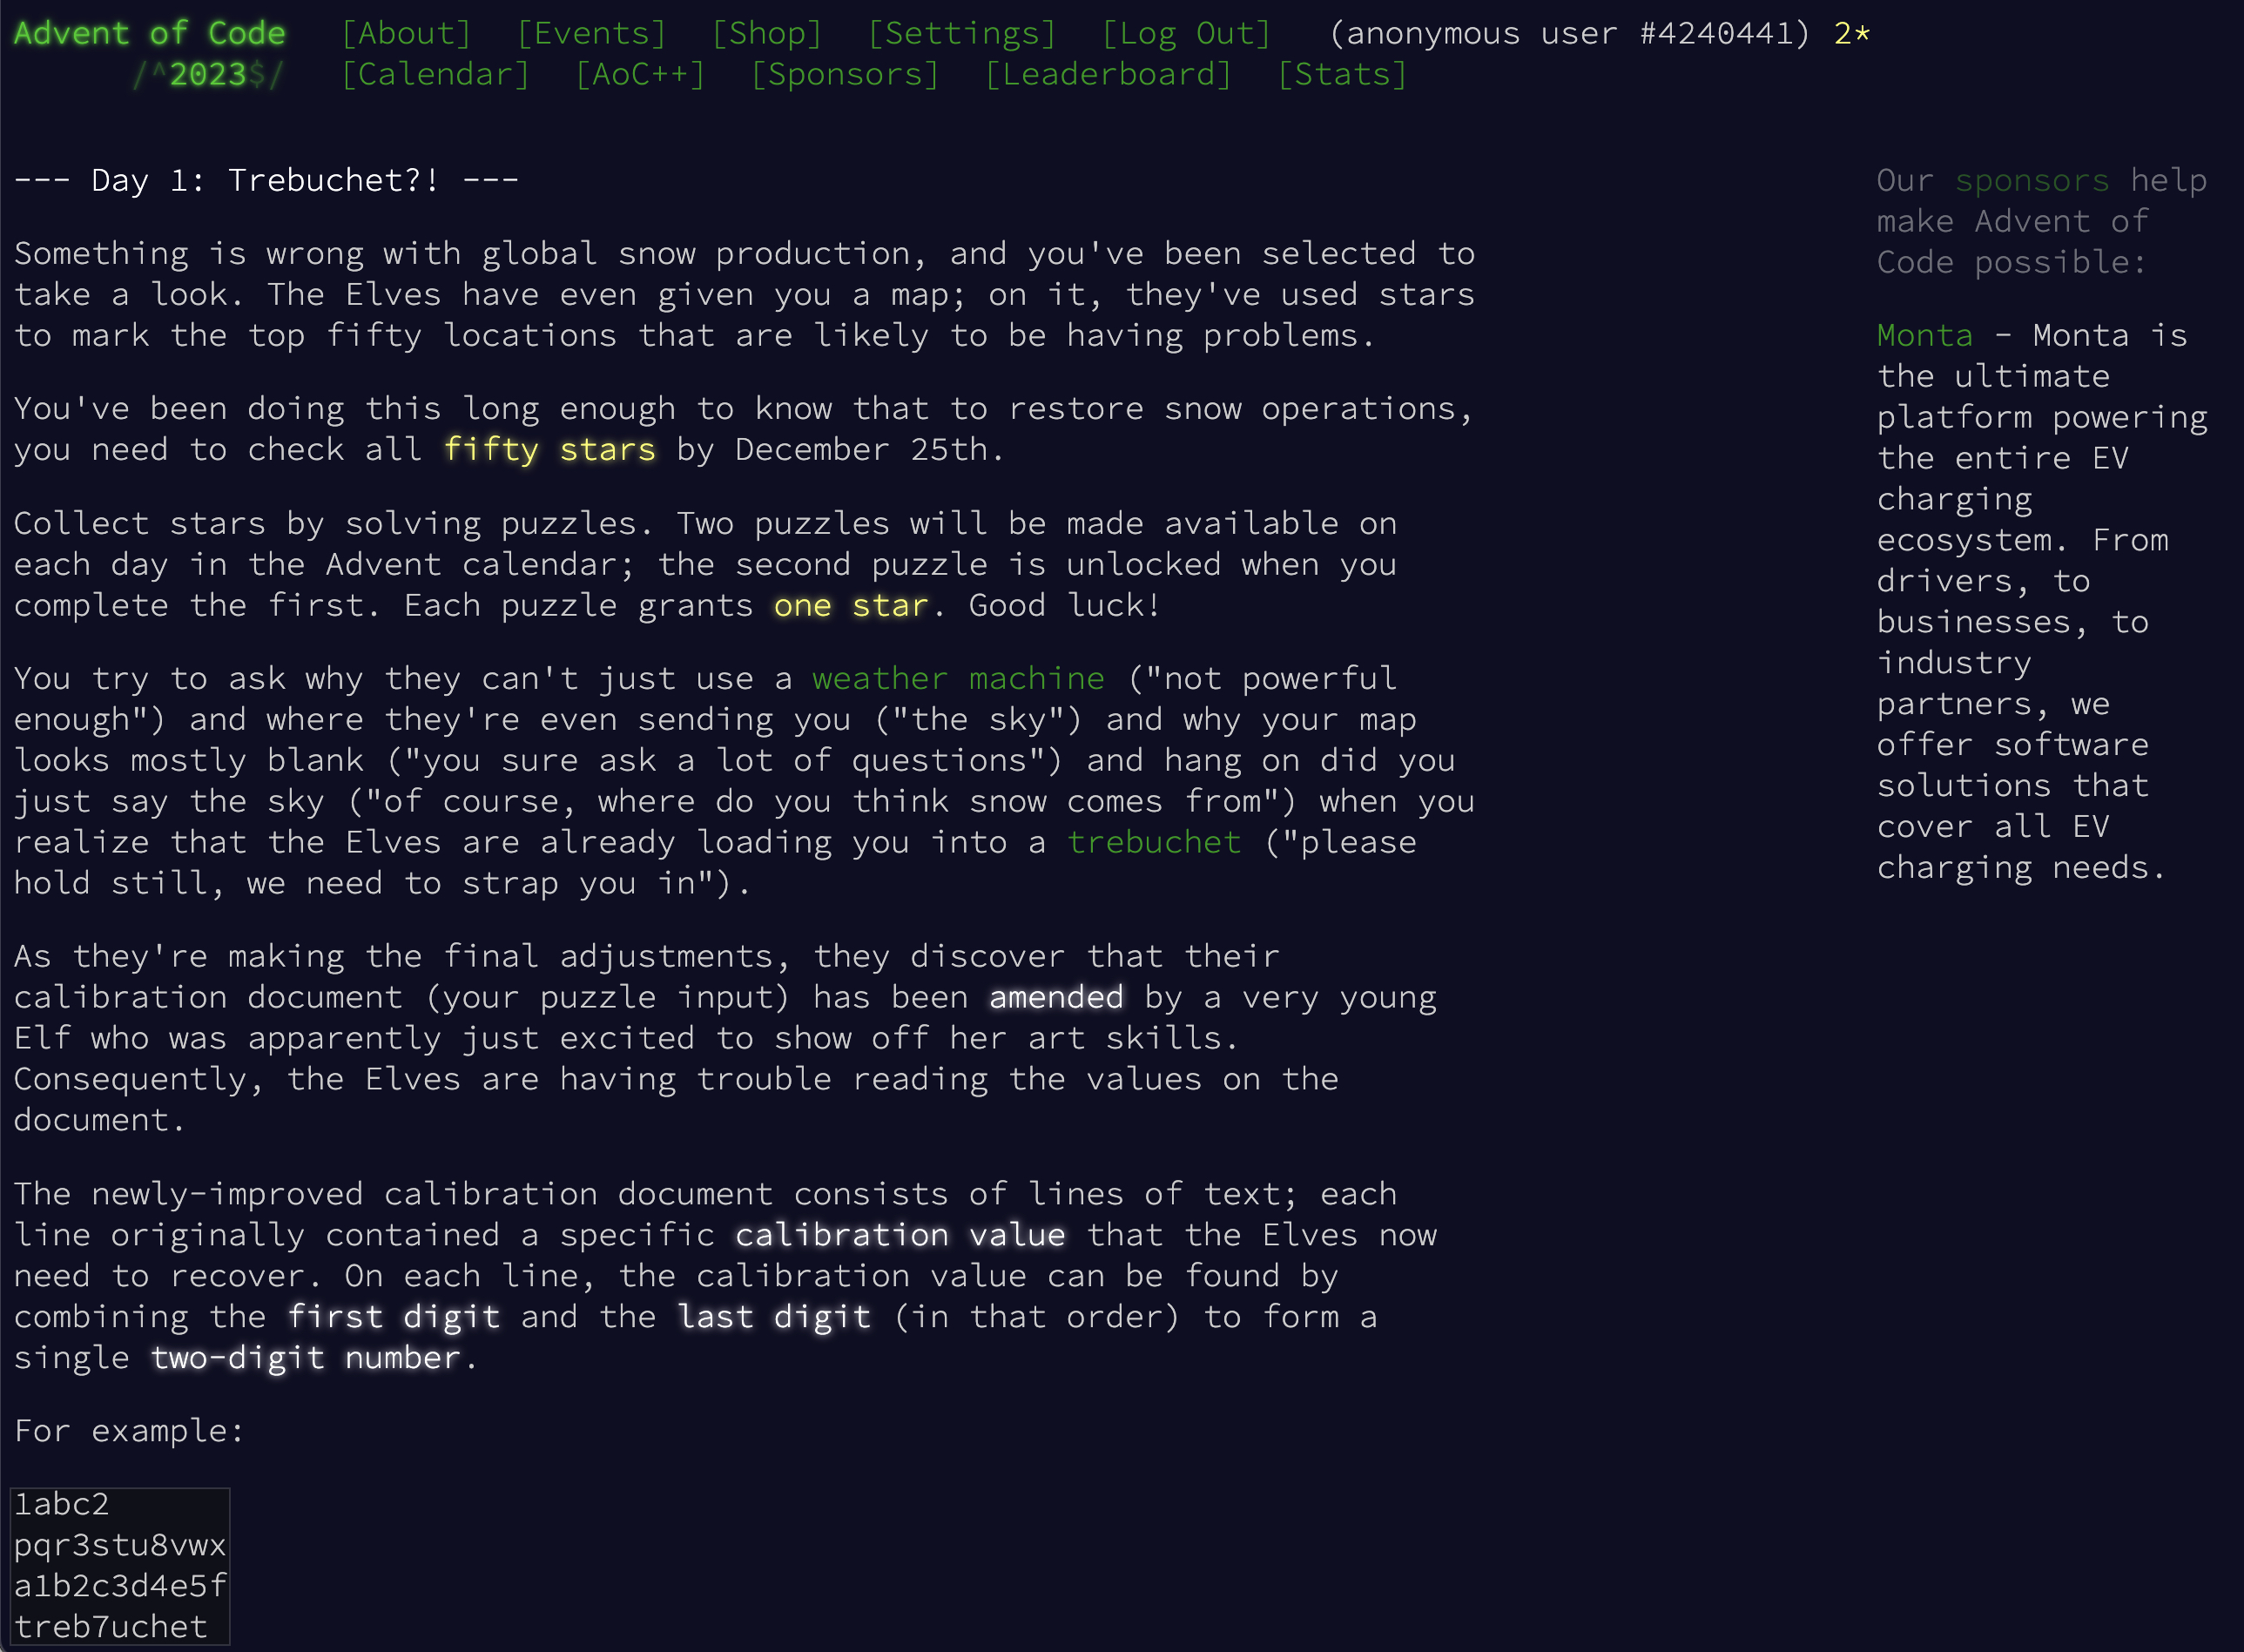 Advent of Code [About] [Events] [Shop] [Settings] [Log Out] (anonymous user #4240441) 2*
/^2023$/ [Calendar] [AoC++] [Sponsors] [Leaderboard] [Stats]
--- Day 1: Trebuchet?! ---
Something is wrong with global snow production, and you've been selected to
take a look. The Elves have even given you a map; on it, they've used stars
to mark the top fifty locations that are likely to be having problems.
You've been doing this long enough to know that to restore snow operations,
you need to check all fifty stars by December 25th.
Collect stars by solving puzzles. Two puzzles will be made available on
each day in the Advent calendar; the second puzzle is unlocked when you
complete the first. Each puzzle grants one star. Good luck!
You try to ask why they can't just use a weather machine ("not powerful
enough") and where they're even sending you ("the sky") and why your map
looks mostly blank ("you sure ask a lot of questions") and hang on did you
just say the sky ("of course, where do you think snow comes from") when you
realize that the Elves are already loading you into a trebuchet ("please
hold still, we need to strap you in").
As they're making the final adjustments, they discover that their
calibration document (your puzzle input) has been amended by a very young
Elf who was apparently just excited to show off her art skills.
Consequently, the Elves are having trouble reading the values on the
document.
The newly-improved calibration document consists of lines of text; each
line originally contained a specific calibration value that the Elves now
need to recover. On each line, the calibration value can be found by
combining the first digit and the last digit (in that order) to form a
single two-digit number.
For example:
1abc2
pqr3stu8vwx
a1b2c3d4e5f
treb7uchet
Our sponsors help
make Advent of
Code possible:
Monta - Monta is
the ultimate
platform powering
the entire EV
charging
ecosystem. From
drivers, to
businesses, to
industry
partners, we
offer software
solutions that
cover all EV
charging needs.